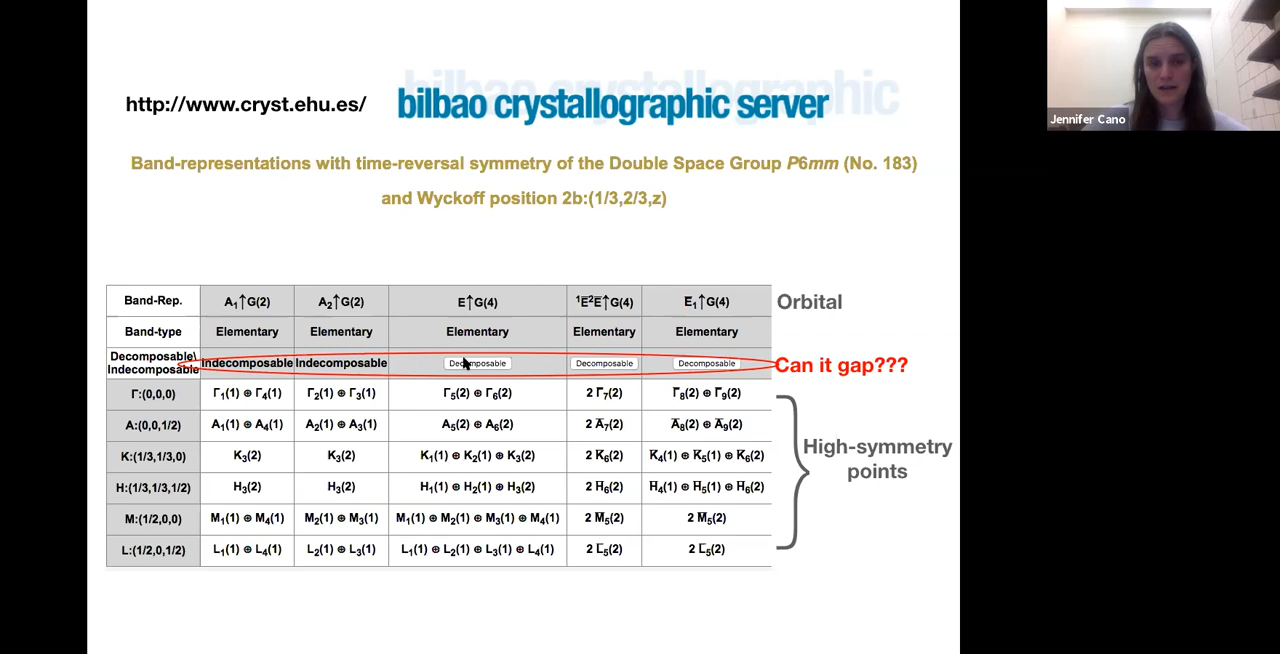 http://www.cryst.ehu.es/
bilbao crystallographic server
Band-representations with time-reversal symmetry of the Double Space Group P6mm (No. 183)
and Wyckoff position 2b:(1/3,2/3,z)
Band-Rep. A₁↑G(2) A₂↑G(2) E↑G(4) ¹E̅²E̅↑G(4) E̅₁↑G(4) Orbital
Band-type Elementary Elementary Elementary Elementary Elementary
Decomposable\
Indecomposable Indecomposable Indecomposable Decomposable Decomposable Decomposable Can it gap???
Γ:(0,0,0) Γ₁(1) ⊕ Γ₄(1) Γ₂(1) ⊕ Γ₃(1) Γ₅(2) ⊕ Γ₆(2) 2 Γ̅₇(2) Γ̅₈(2) ⊕ Γ̅₉(2)
A:(0,0,1/2) A₁(1) ⊕ A₄(1) A₂(1) ⊕ A₃(1) A₅(2) ⊕ A₆(2) 2 A̅₇(2) A̅₈(2) ⊕ A̅₉(2)
K:(1/3,1/3,0) K₃(2) K₃(2) K₁(1) ⊕ K₂(1) ⊕ K₃(2) 2 K̅₆(2) K̅₄(1) ⊕ K̅₅(1) ⊕ K̅₆(2)
H:(1/3,1/3,1/2) H₃(2) H₃(2) H₁(1) ⊕ H₂(1) ⊕ H₃(2) 2 H̅₆(2) H̅₄(1) ⊕ H̅₅(1) ⊕ H̅₆(2)
M:(1/2,0,0) M₁(1) ⊕ M₄(1) M₂(1) ⊕ M₃(1) M₁(1) ⊕ M₂(1) ⊕ M₃(1) ⊕ M₄(1) 2 M̅₅(2) 2 M̅₅(2)
L:(1/2,0,1/2) L₁(1) ⊕ L₄(1) L₂(1) ⊕ L₃(1) L₁(1) ⊕ L₂(1) ⊕ L₃(1) ⊕ L₄(1) 2 L̅₅(2) 2 L̅₅(2)
High-symmetry
points
Jennifer Cano